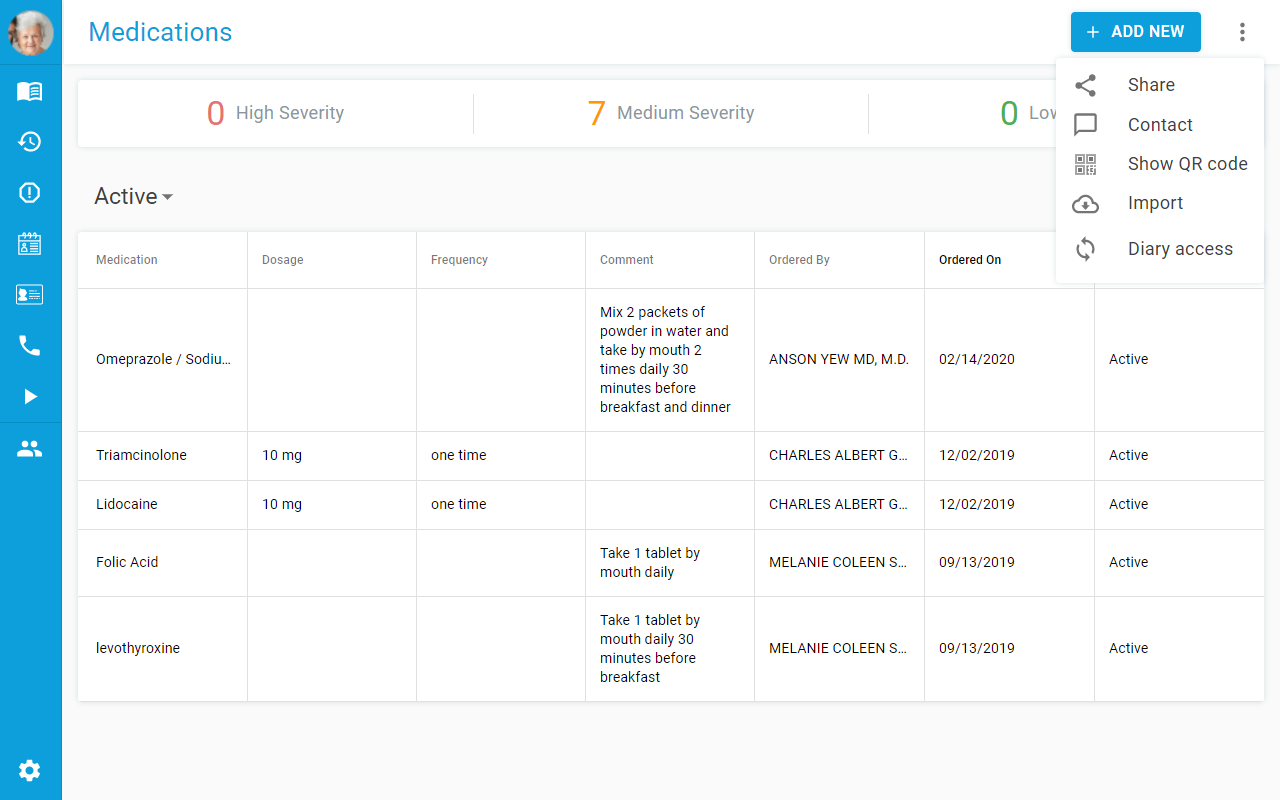 Medications
+ ADD NEW
Share
Contact
Show QR code
Import
Diary access
0 High Severity
7 Medium Severity
0
Active
Medication
Dosage
Frequency
Comment
Ordered By
Ordered On
Omeprazole / Sodiu...
Mix 2 packets of
powder in water and
take by mouth 2
times daily 30
minutes before
breakfast and dinner
ANSON YEW MD, M.D.
02/14/2020
Active
Triamcinolone
10 mg
one time
CHARLES ALBERT G...
12/02/2019
Active
Lidocaine
10 mg
one time
CHARLES ALBERT G...
12/02/2019
Active
Folic Acid
Take 1 tablet by
mouth daily
MELANIE COLEEN S...
09/13/2019
Active
levothyroxine
Take 1 tablet by
mouth daily 30
minutes before
breakfast
MELANIE COLEEN S...
09/13/2019
Active